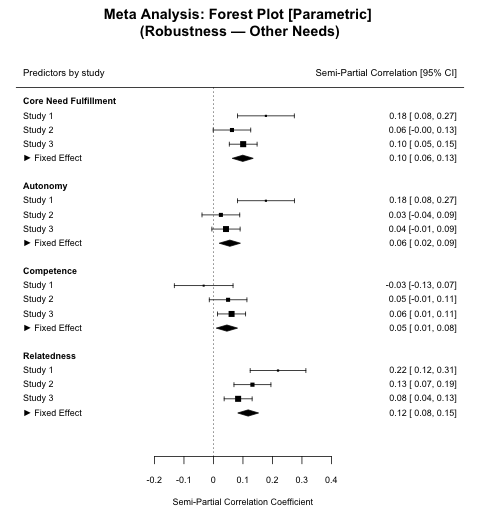 Meta Analysis: Forest Plot [Parametric]
(Robustness — Other Needs)
Predictors by study Semi-Partial Correlation [95% CI]
Core Need Fulfillment
Study 1 0.18 [ 0.08, 0.27]
Study 2 0.06 [-0.00, 0.13]
Study 3 0.10 [ 0.05, 0.15]
► Fixed Effect 0.10 [ 0.06, 0.13]
Autonomy
Study 1 0.18 [ 0.08, 0.27]
Study 2 0.03 [-0.04, 0.09]
Study 3 0.04 [-0.01, 0.09]
► Fixed Effect 0.06 [ 0.02, 0.09]
Competence
Study 1 -0.03 [-0.13, 0.07]
Study 2 0.05 [-0.01, 0.11]
Study 3 0.06 [ 0.01, 0.11]
► Fixed Effect 0.05 [ 0.01, 0.08]
Relatedness
Study 1 0.22 [ 0.12, 0.31]
Study 2 0.13 [ 0.07, 0.19]
Study 3 0.08 [ 0.04, 0.13]
► Fixed Effect 0.12 [ 0.08, 0.15]
-0.2 -0.1 0 0.1 0.2 0.3 0.4
Semi-Partial Correlation Coefficient